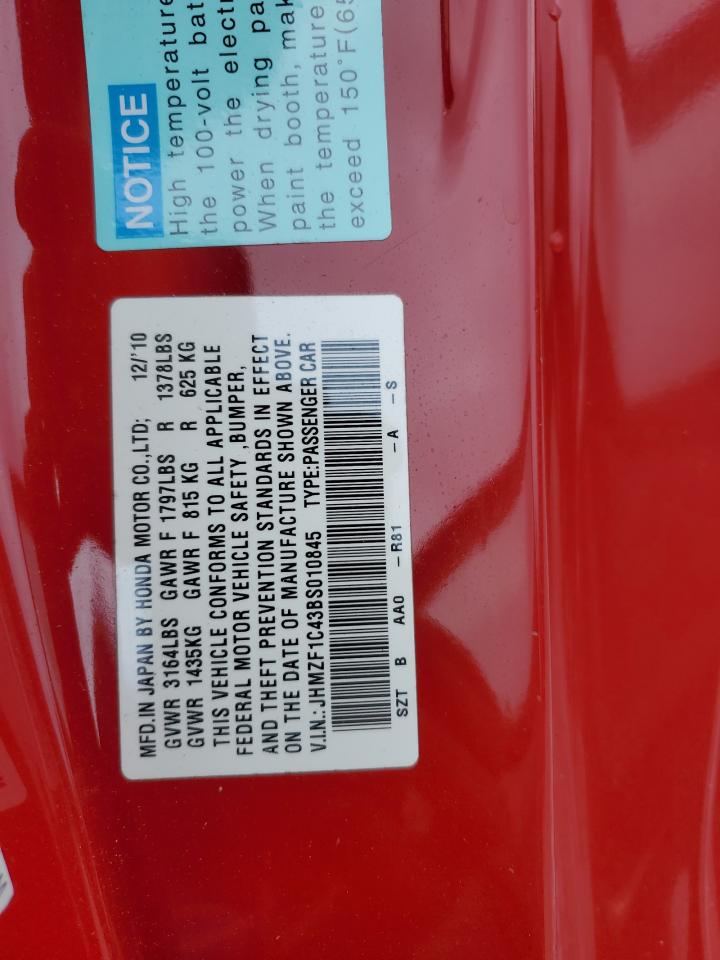 MFD.IN JAPAN BY HONDA MOTOR CO.,LTD; 12/'10
GVWR 3164LBS GAWR F 1797LBS R 1378LBS
GVWR 1435KG GAWR F 815 KG R 625 KG
THIS VEHICLE CONFORMS TO ALL APPLICABLE
FEDERAL MOTOR VEHICLE SAFETY ,BUMPER,
AND THEFT PREVENTION STANDARDS IN EFFECT
ON THE DATE OF MANUFACTURE SHOWN ABOVE.
V.I.N.: JHMZF1C43BS010845 TYPE:PASSENGER CAR
SZT B AA0 -R81 -A -S
NOTICE
High temperature
the 100-volt bat
power the electr
When drying pa
paint booth, mak
the temperature
exceed 150°F(65